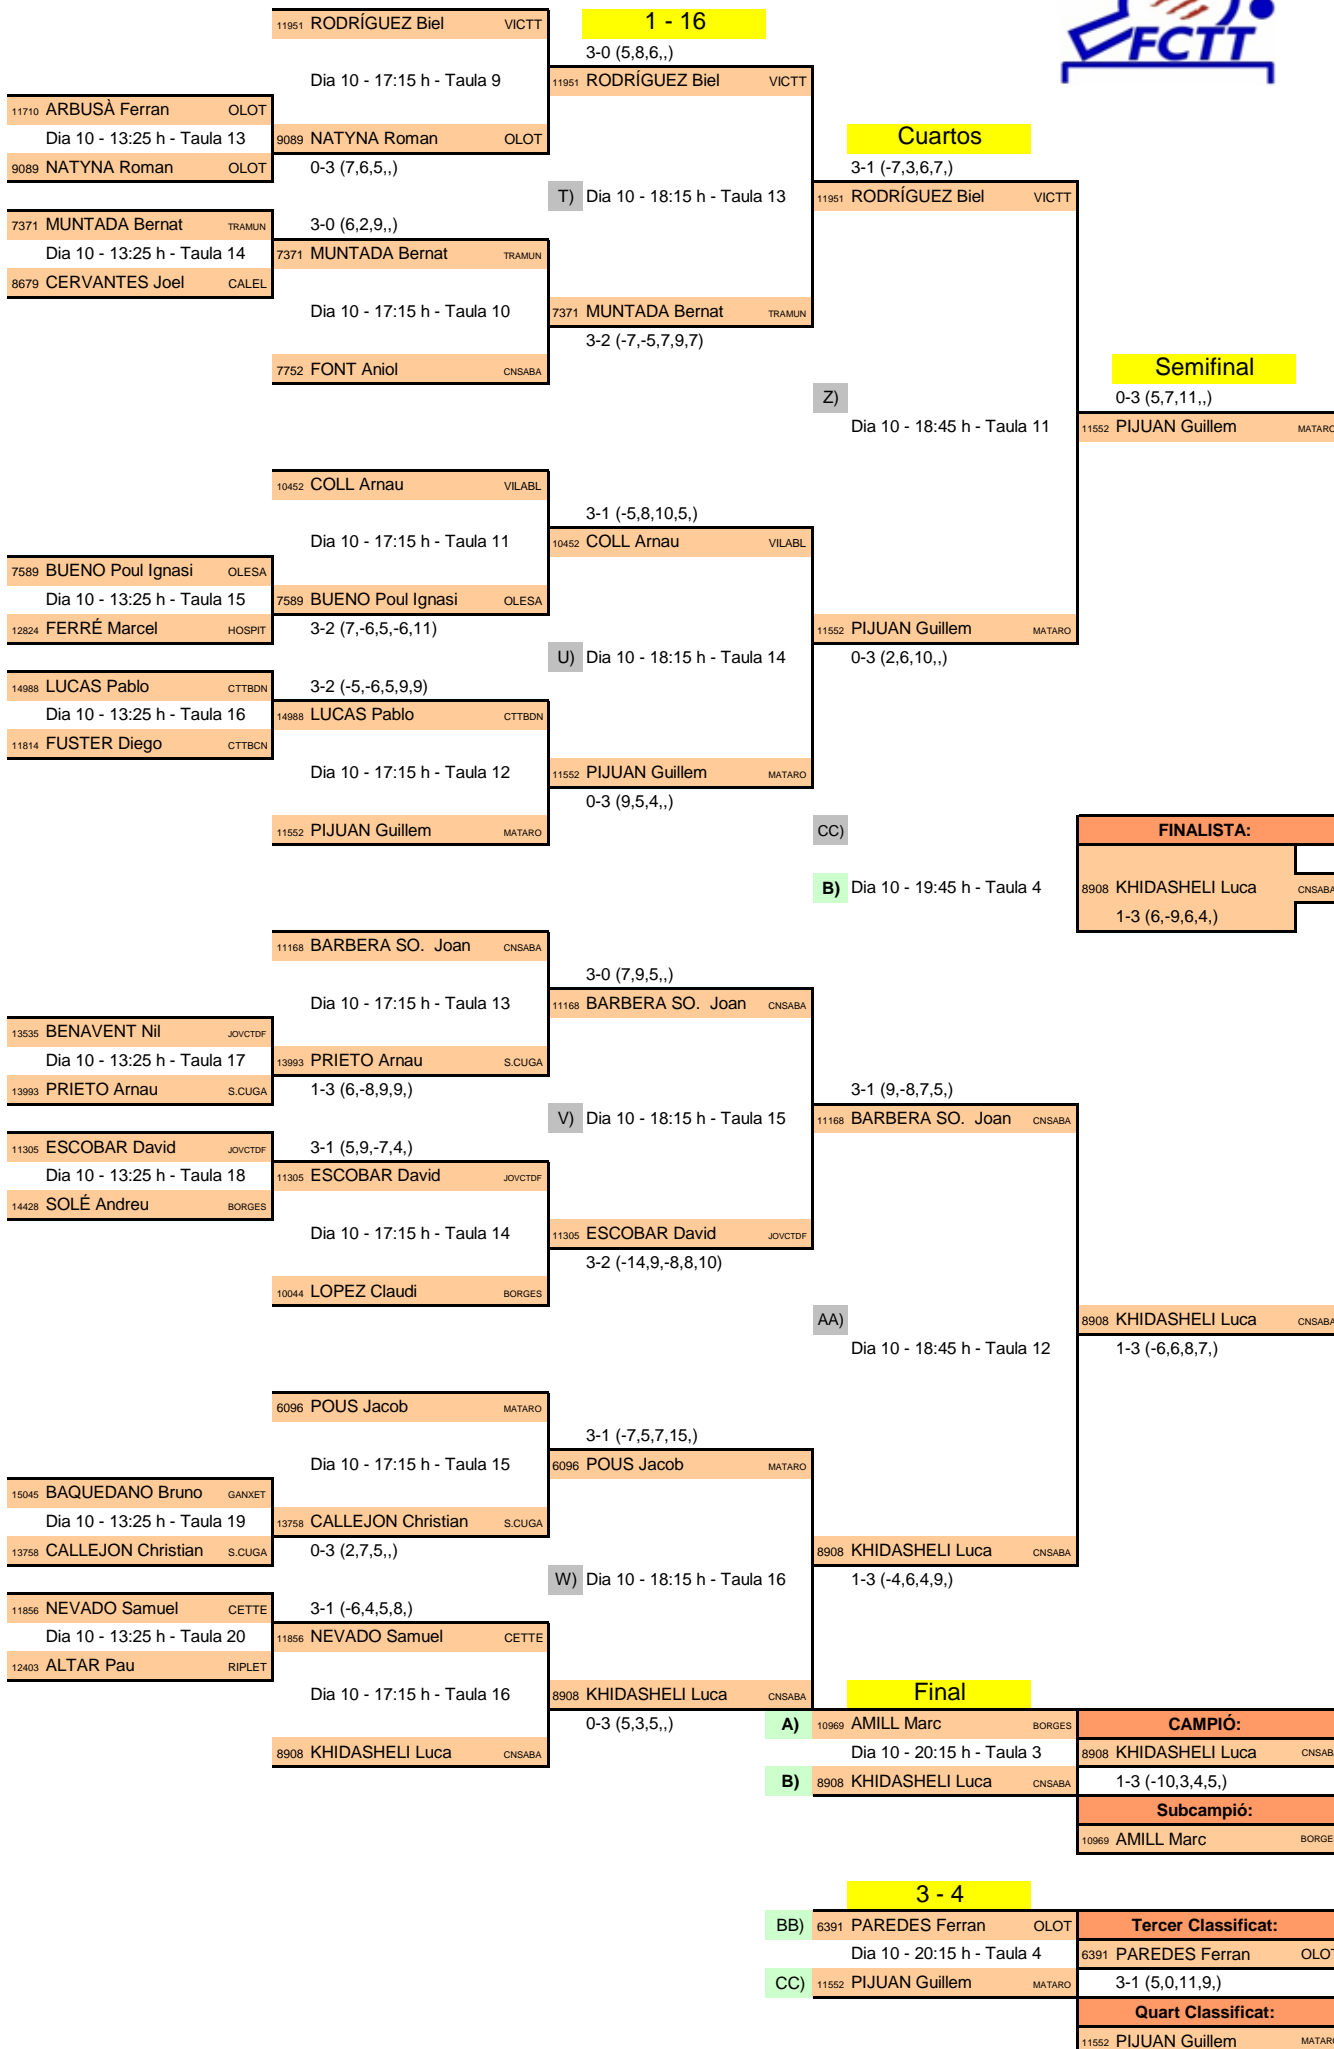 11951 RODRÍGUEZ Biel VICTT
1 - 16
FCTT
3-0 (5,8,6,,)
Dia 10 - 17:15 h - Taula 9
11951 RODRÍGUEZ Biel VICTT
11710 ARBUSÀ Ferran OLOT
Dia 10 - 13:25 h - Taula 13
9089 NATYNA Roman OLOT
Cuartos
9089 NATYNA Roman OLOT
0-3 (7,6,5,,)
3-1 (-7,3,6,7,)
T) Dia 10 - 18:15 h - Taula 13
11951 RODRÍGUEZ Biel VICTT
7371 MUNTADA Bernat TRAMUN
3-0 (6,2,9,,)
Dia 10 - 13:25 h - Taula 14
7371 MUNTADA Bernat TRAMUN
8679 CERVANTES Joel CALEL
Dia 10 - 17:15 h - Taula 10
7371 MUNTADA Bernat TRAMUN
3-2 (-7,-5,7,9,7)
7752 FONT Aniol CNSABA
Semifinal
Z)
0-3 (5,7,11,,)
Dia 10 - 18:45 h - Taula 11
11552 PIJUAN Guillem MATARO
10452 COLL Arnau VILABL
3-1 (-5,8,10,5,)
Dia 10 - 17:15 h - Taula 11
10452 COLL Arnau VILABL
7589 BUENO Poul Ignasi OLESA
Dia 10 - 13:25 h - Taula 15
7589 BUENO Poul Ignasi OLESA
12824 FERRÉ Marcel HOSPIT
3-2 (7,-6,5,-6,11)
11552 PIJUAN Guillem MATARO
U) Dia 10 - 18:15 h - Taula 14
0-3 (2,6,10,,)
14988 LUCAS Pablo CTTBDN
3-2 (-5,-6,5,9,9)
Dia 10 - 13:25 h - Taula 16
14988 LUCAS Pablo CTTBDN
11814 FUSTER Diego CTTBCN
Dia 10 - 17:15 h - Taula 12
11552 PIJUAN Guillem MATARO
0-3 (9,5,4,,)
11552 PIJUAN Guillem MATARO
CC)
FINALISTA:
B) Dia 10 - 19:45 h - Taula 4
8908 KHIDASHELI Luca CNSABA
1-3 (6,-9,6,4,)
11168 BARBERA SO. Joan CNSABA
3-0 (7,9,5,,)
Dia 10 - 17:15 h - Taula 13
11168 BARBERA SO. Joan CNSABA
13535 BENAVENT Nil JOVCTDF
Dia 10 - 13:25 h - Taula 17
13993 PRIETO Arnau S.CUGA
13993 PRIETO Arnau S.CUGA
1-3 (6,-8,9,9,)
3-1 (9,-8,7,5,)
V) Dia 10 - 18:15 h - Taula 15
11168 BARBERA SO. Joan CNSABA
11305 ESCOBAR David JOVCTDF
3-1 (5,9,-7,4,)
Dia 10 - 13:25 h - Taula 18
11305 ESCOBAR David JOVCTDF
14428 SOLÉ Andreu BORGES
Dia 10 - 17:15 h - Taula 14
11305 ESCOBAR David JOVCTDF
3-2 (-14,9,-8,8,10)
10044 LOPEZ Claudi BORGES
AA)
8908 KHIDASHELI Luca CNSABA
Dia 10 - 18:45 h - Taula 12
1-3 (-6,6,8,7,)
6096 POUS Jacob MATARO
3-1 (-7,5,7,15,)
Dia 10 - 17:15 h - Taula 15
6096 POUS Jacob MATARO
15045 BAQUEDANO Bruno GANXET
Dia 10 - 13:25 h - Taula 19
13758 CALLEJON Christian S.CUGA
13758 CALLEJON Christian S.CUGA
0-3 (2,7,5,,)
8908 KHIDASHELI Luca CNSABA
W) Dia 10 - 18:15 h - Taula 16
1-3 (-4,6,4,9,)
11856 NEVADO Samuel CETTE
3-1 (-6,4,5,8,)
Dia 10 - 13:25 h - Taula 20
11856 NEVADO Samuel CETTE
12403 ALTAR Pau RIPLET
Dia 10 - 17:15 h - Taula 16
8908 KHIDASHELI Luca CNSABA
Final
0-3 (5,3,5,,)
A) 10969 AMILL Marc BORGES
CAMPIÓ:
8908 KHIDASHELI Luca CNSABA
Dia 10 - 20:15 h - Taula 3
8908 KHIDASHELI Luca CNSAB
B) 8908 KHIDASHELI Luca CNSABA
1-3 (-10,3,4,5,)
Subcampió:
10969 AMILL Marc BORGE
3 - 4
BB) 6391 PAREDES Ferran OLOT
Tercer Classificat:
Dia 10 - 20:15 h - Taula 4
6391 PAREDES Ferran OLOT
CC) 11552 PIJUAN Guillem MATARO
3-1 (5,0,11,9,)
Quart Classificat:
11552 PIJUAN Guillem MATARO